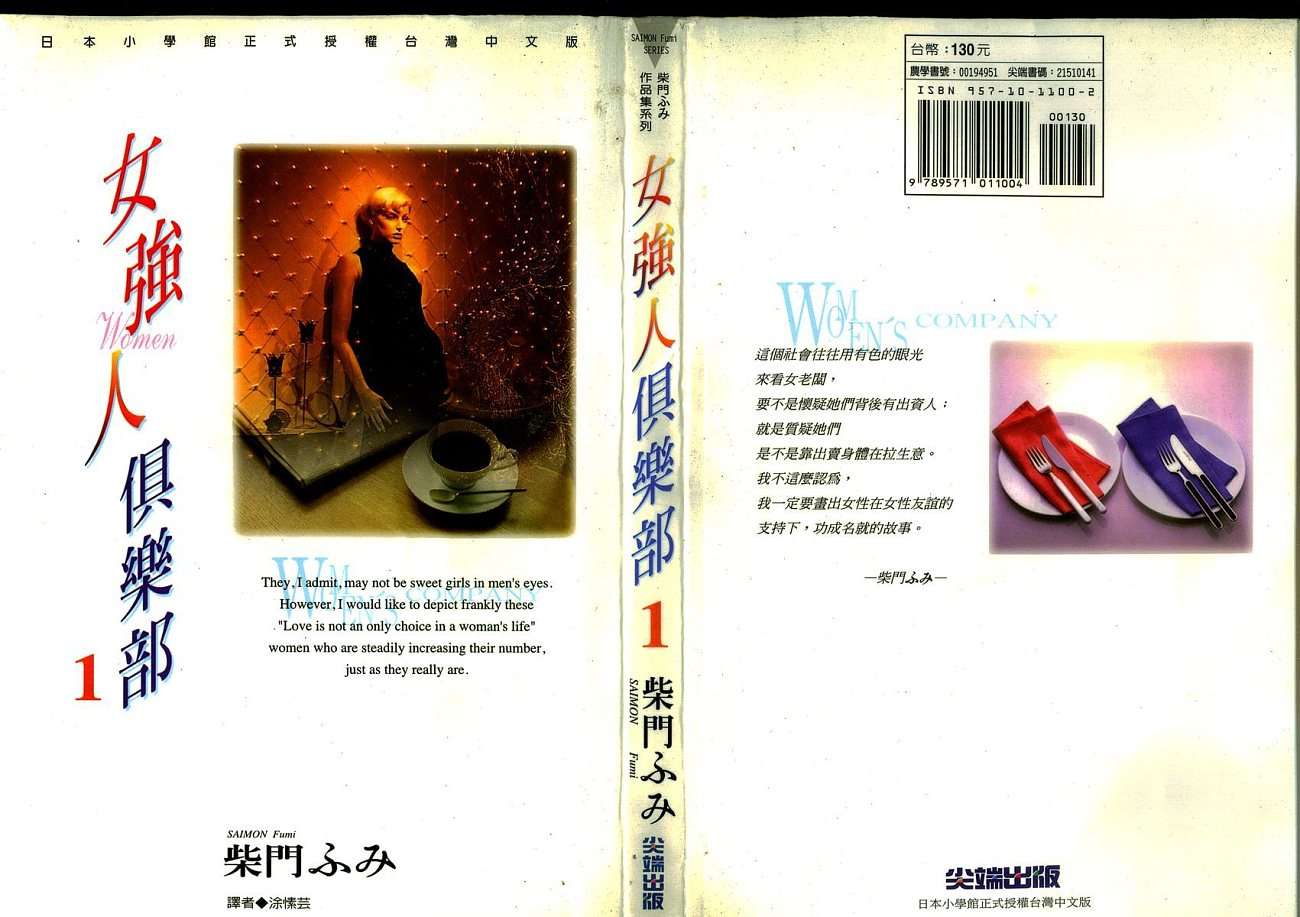 日本小學館正式授權台灣中文版
女強人俱樂部
Women
1
WOMEN'S COMPANY
They, I admit, may not be sweet girls in men's eyes.
However, I would like to depict frankly these
"Love is not an only choice in a woman's life"
women who are steadily increasing their number,
just as they really are.
SAIMON Fumi
柴門ふみ
譯者◆涂愫芸
SAIMON Fumi
SERIES
柴門ふみ
作品集系列
女強人俱樂部
1
柴門ふみ
SAIMON Fumi
尖端出版
台幣：130元
農學書號：00194951 尖端書碼：21510141
ISBN 957-10-1100-2
00130
9 789571 011004
WOMEN'S COMPANY
這個社會往往用有色的眼光
來看女老闆，
要不是懷疑她們背後有出資人；
就是質疑她們
是不是靠出賣身體在拉生意。
我不這麼認為，
我一定要畫出女性在女性友誼的
支持下，功成名就的故事。
—柴門ふみ—
尖端出版
日本小學館正式授權台灣中文版